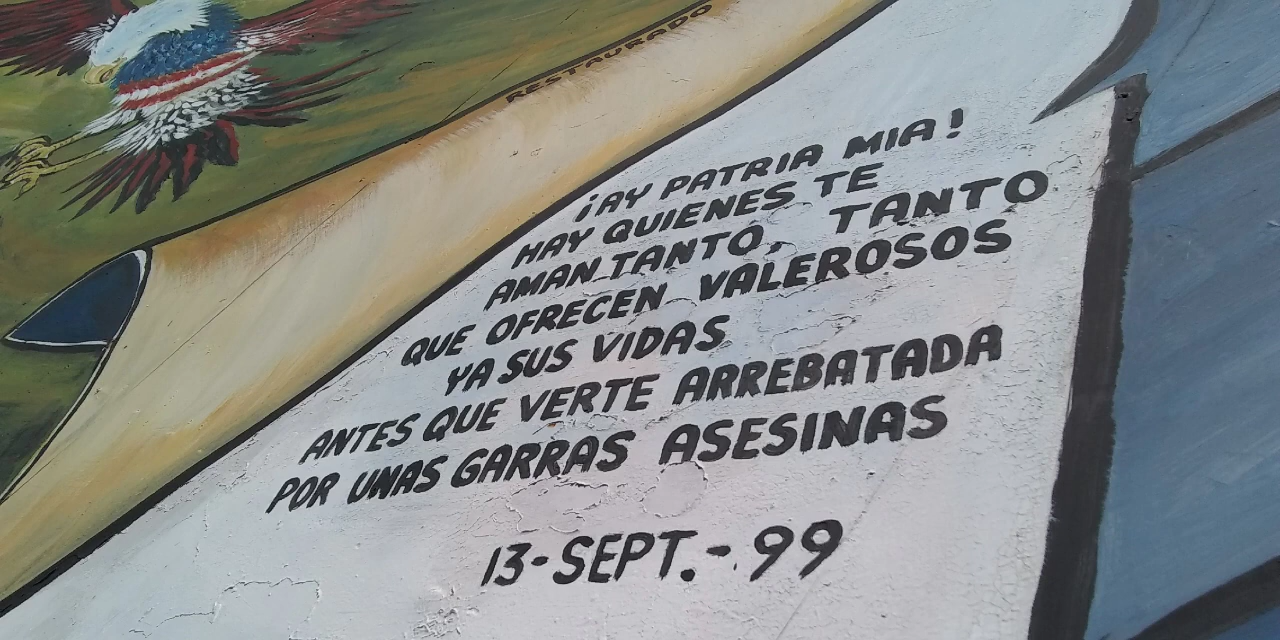 RESTAURADO
¡AY PATRIA MIA!
HAY QUIENES TE
AMAN TANTO, TANTO
QUE OFRECEN VALEROSOS
YA SUS VIDAS
ANTES QUE VERTE ARREBATADA
POR UNAS GARRAS ASESINAS
13-SEPT.-99